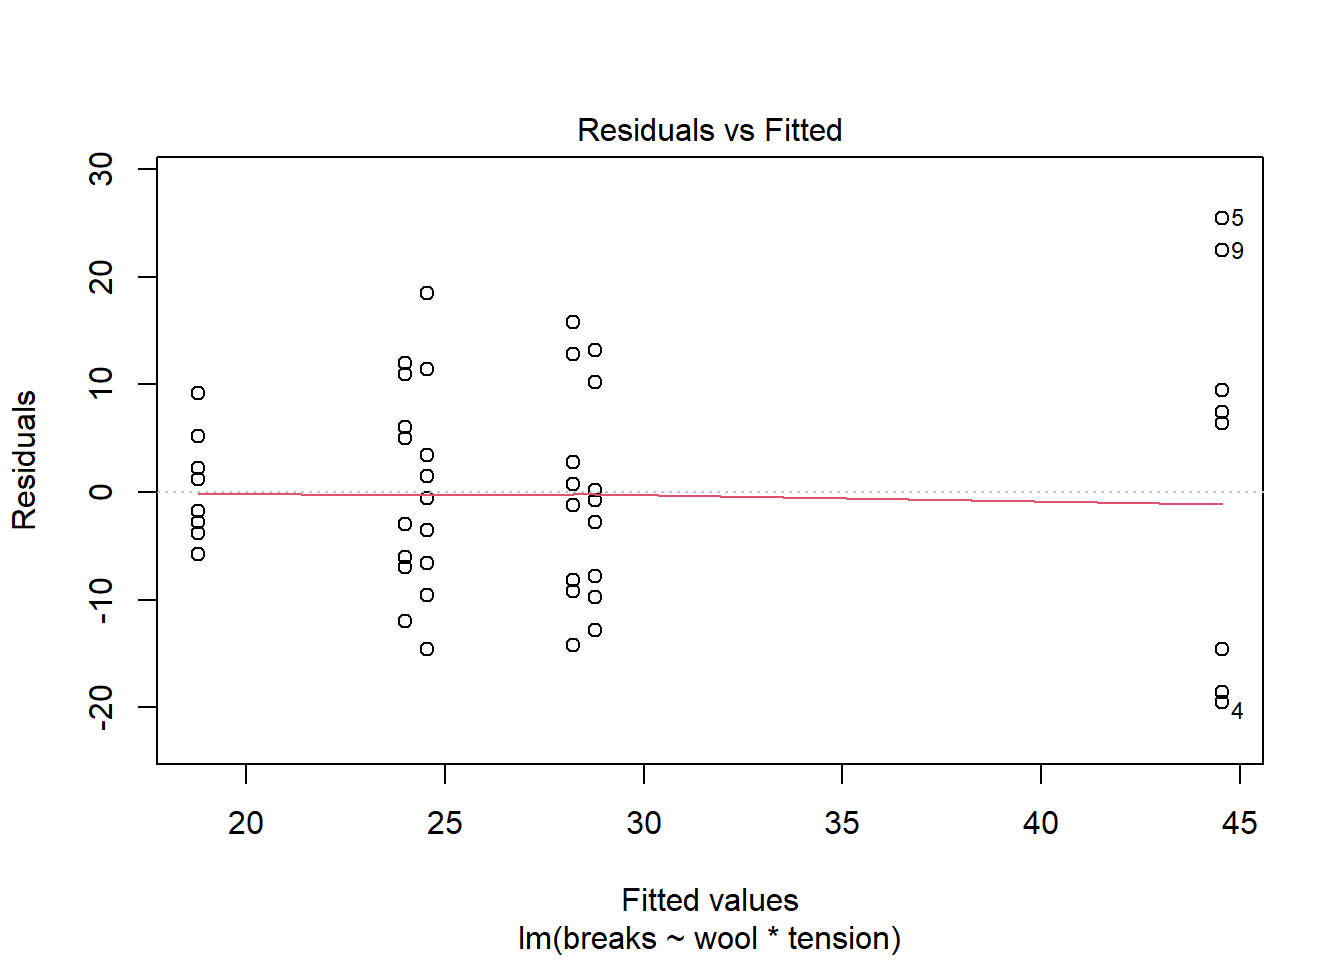 Residuals vs Fitted
Residuals
30
20
10
0
-10
-20
5
9
4
20 25 30 35 40 45
Fitted values
lm(breaks ~ wool * tension)